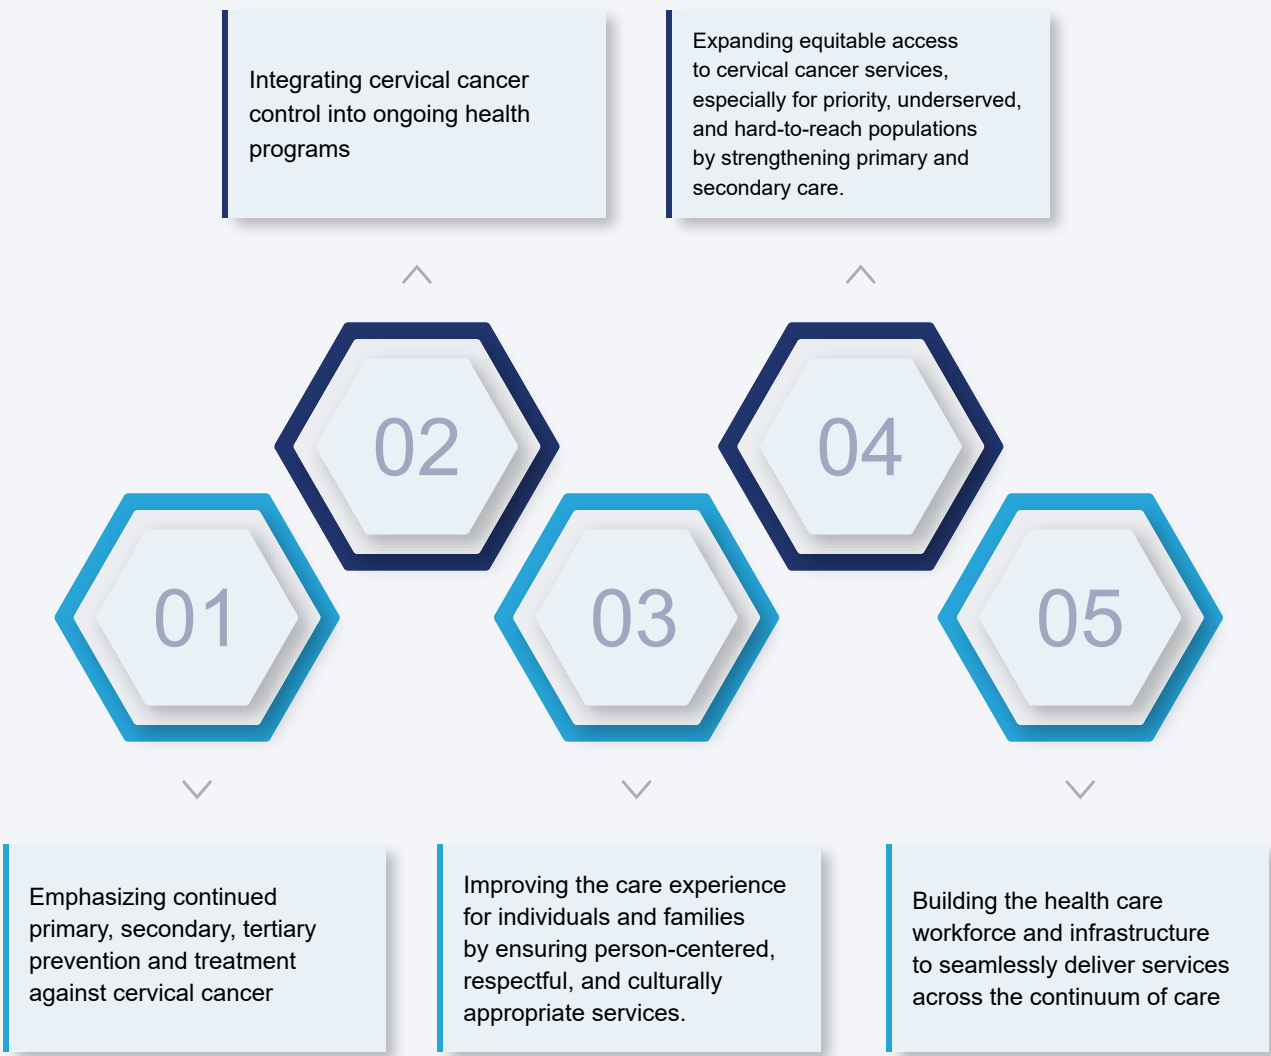 Integrating cervical cancer
control into ongoing health
programs
Expanding equitable access
to cervical cancer services,
especially for priority, underserved,
and hard-to-reach populations
by strengthening primary and
secondary care.
02
04
01
03
05
Emphasizing continued
primary, secondary, tertiary
prevention and treatment
against cervical cancer
Improving the care experience
for individuals and families
by ensuring person-centered,
respectful, and culturally
appropriate services.
Building the health care
workforce and infrastructure
to seamlessly deliver services
across the continuum of care